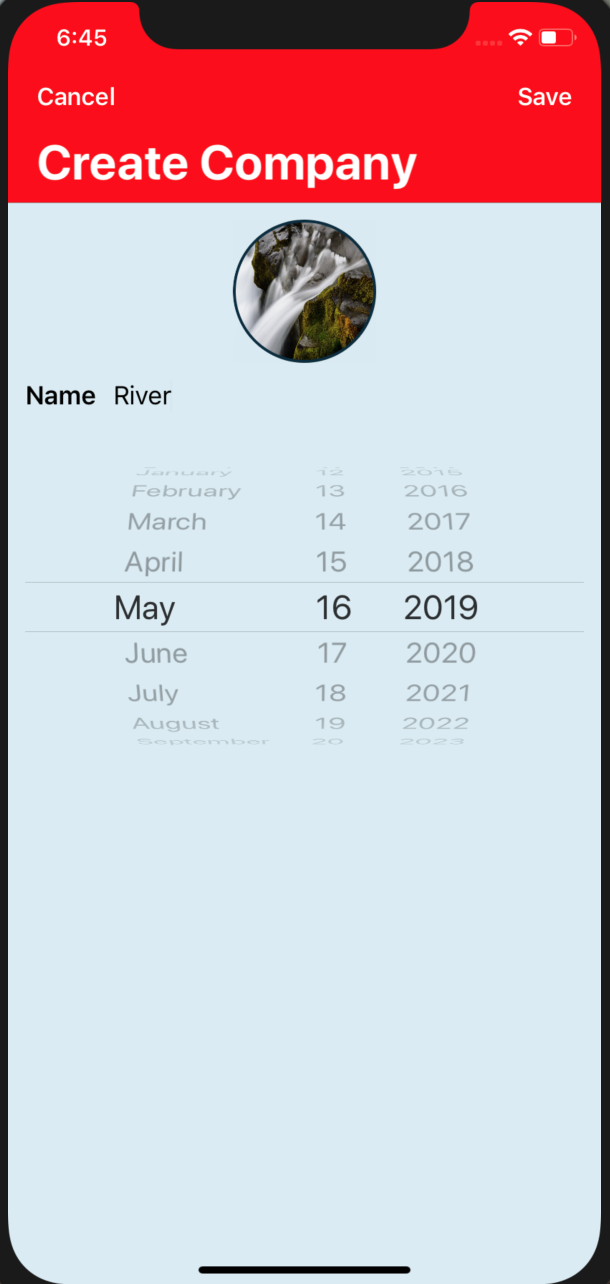 6:45
Cancel Save
Create Company
Name River
January 12 2015
February 13 2016
March 14 2017
April 15 2018
May 16 2019
June 17 2020
July 18 2021
August 19 2022
September 20 2023